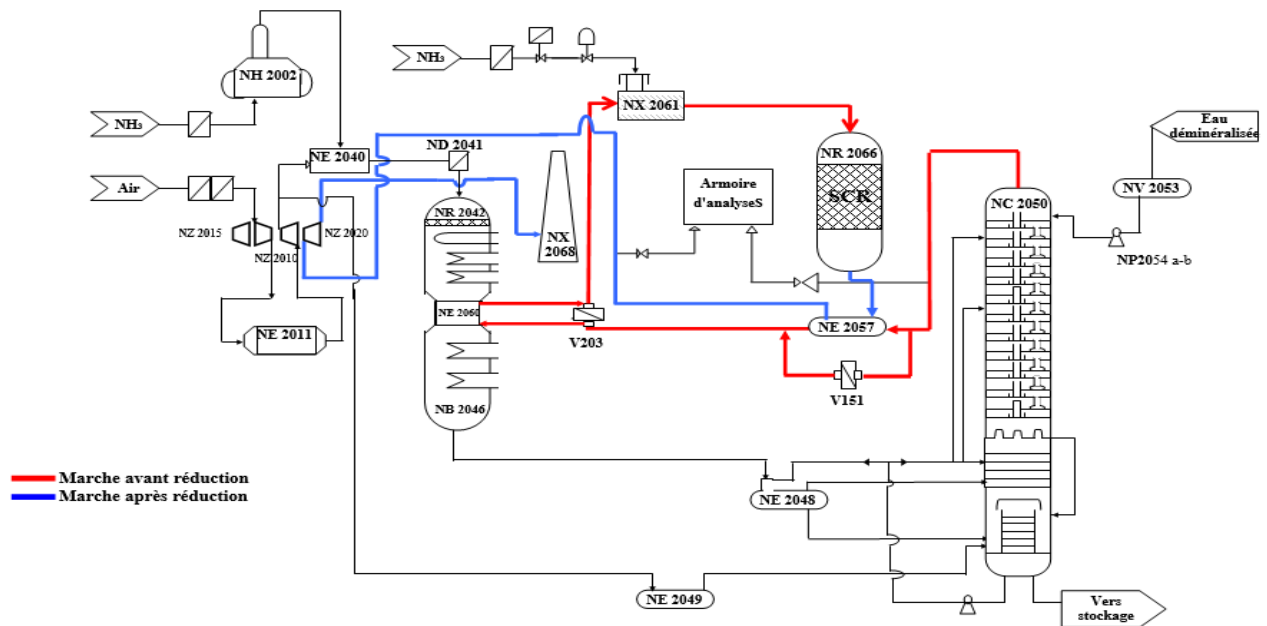 NH₃
NH 2002
NX 2061
NH₃
NR 2066
SCR
Eau
déminéralisée
NV 2053
NE 2040
ND 2041
Air
Armoire
d'analyseS
NC 2050
NR 2042
NZ 2015
NZ 2020
NZ 2010
NX
2068
NP2054 a-b
NE 2060
NE 2057
NE 2011
V203
V151
NB 2046
Marche avant réduction
Marche après réduction
NE 2048
NE 2049
Vers
stockage